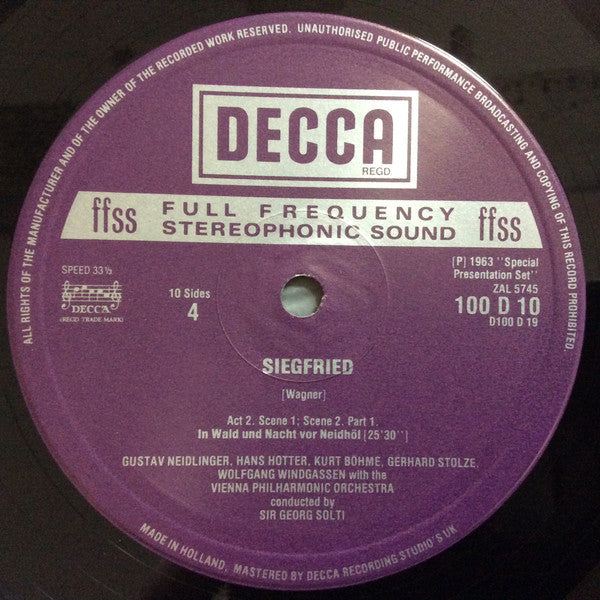 ALL RIGHTS OF THE MANUFACTURER AND OF THE OWNER OF THE RECORDED WORK RESERVED. UNAUTHORISED PUBLIC PERFORMANCE BROADCASTING AND COPYING OF THIS RECORD PROHIBITED.
DECCA
REGD
ffss FULL FREQUENCY STEREOPHONIC SOUND ffss
SPEED 33⅓
DECCA
(REGD TRADE MARK)
10 Sides
4
(P) 1963 "Special
Presentation Set"
ZAL 5745
100 D 10
D100 D 19
SIEGFRIED
[Wagner]
Act 2. Scene 1; Scene 2. Part 1.
In Wald und Nacht vor Neidhöl [25'30"]
GUSTAV NEIDLINGER, HANS HOTTER, KURT BÖHME, GERHARD STOLZE,
WOLFGANG WINDGASSEN with the
VIENNA PHILHARMONIC ORCHESTRA
conducted by
SIR GEORG SOLTI
MADE IN HOLLAND, MASTERED BY DECCA RECORDING STUDIO'S UK